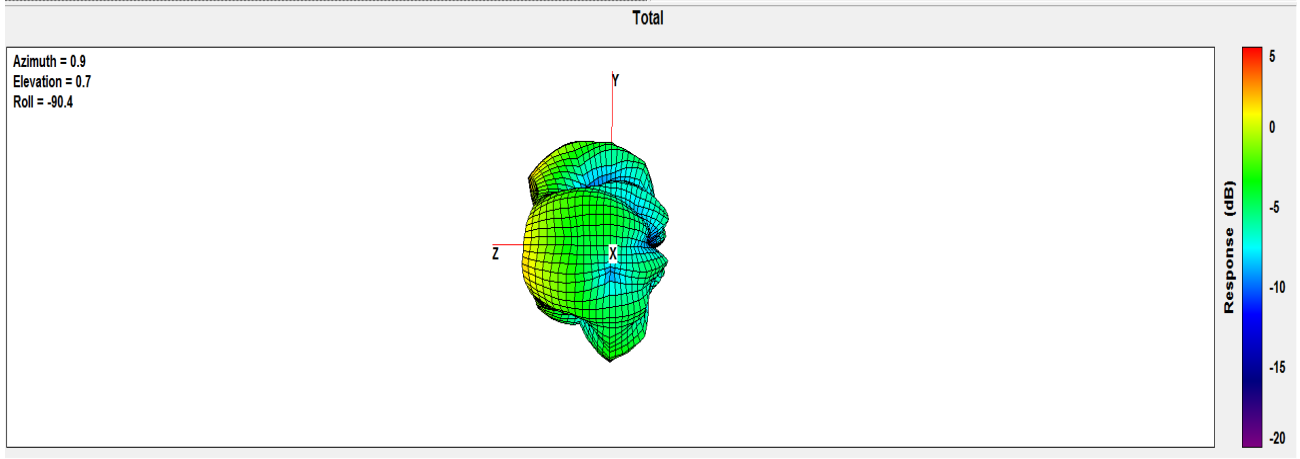 Total
Azimuth = 0.9
Elevation = 0.7
Roll = -90.4
Y
Z
X
5
0
-5
-10
-15
-20
Response (dB)